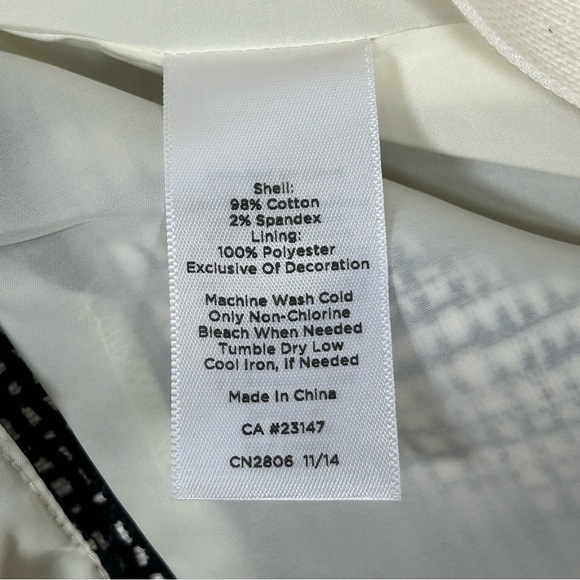 Shell:
98% Cotton
2% Spandex
Lining:
100% Polyester
Exclusive Of Decoration
Machine Wash Cold
Only Non-Chlorine
Bleach When Needed
Tumble Dry Low
Cool Iron, If Needed
Made In China
CA #23147
CN2806 11/14